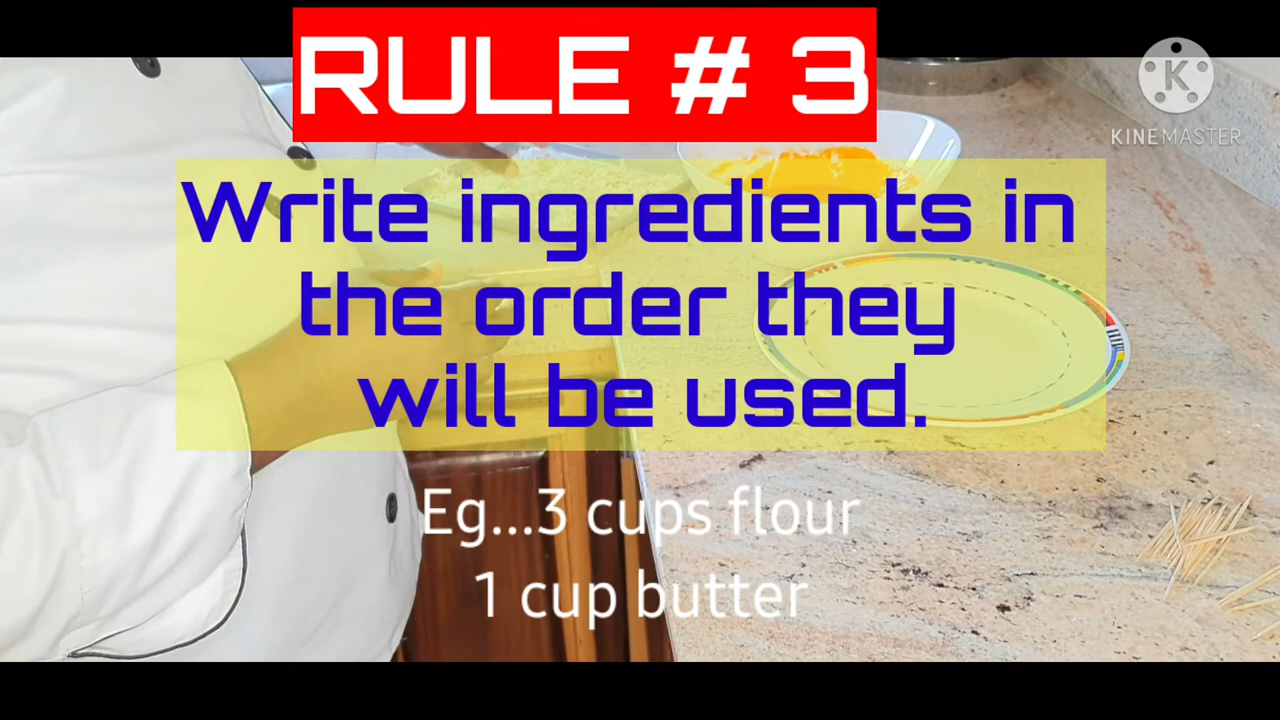 RULE # 3
KINEMASTER
Write ingredients in
the order they
will be used.
Eg...3 cups flour
1 cup butter